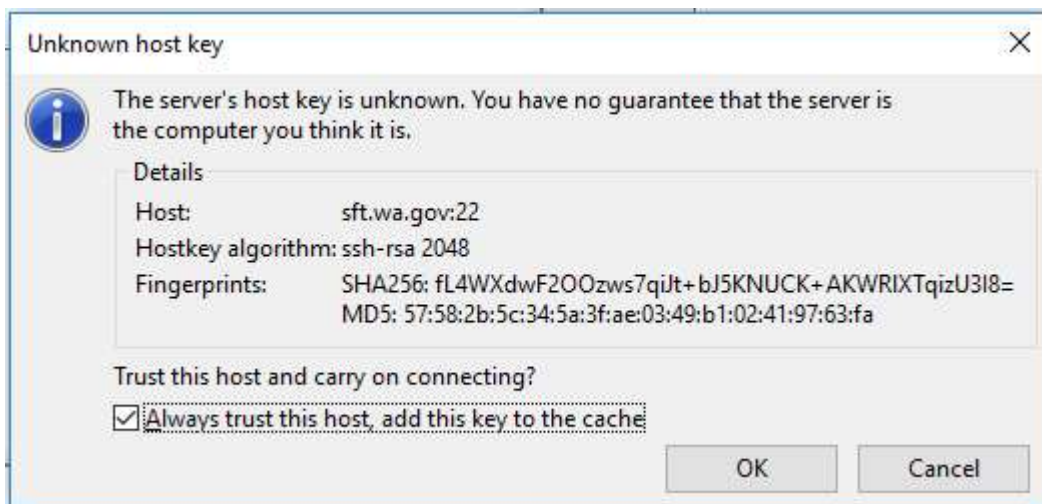 Unknown host key
The server's host key is unknown. You have no guarantee that the server is
the computer you think it is.
Details
Host: sft.wa.gov:22
Hostkey algorithm: ssh-rsa 2048
Fingerprints: SHA256: fL4WXdwF2OOzws7qiJt+bJ5KNUCK+AKWRIXTqizU3I8=
MD5: 57:58:2b:5c:34:5a:3f:ae:03:49:b1:02:41:97:63:fa
Trust this host and carry on connecting?
Always trust this host, add this key to the cache
OK Cancel